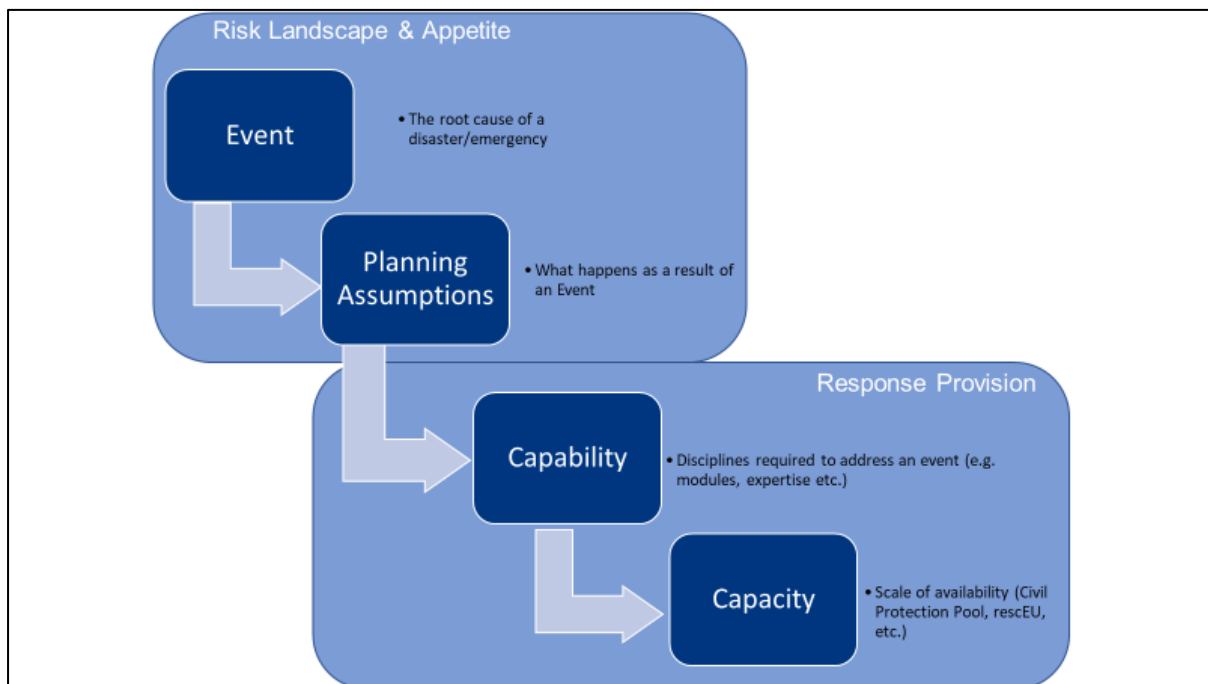 Risk Landscape & Appetite
Event
• The root cause of a
disaster/emergency
Planning
Assumptions
• What happens as a result of
an Event
Response Provision
Capability
• Disciplines required to address an event (e.g.
modules, expertise etc.)
Capacity
• Scale of availability (Civil
Protection Pool, rescEU,
etc.)